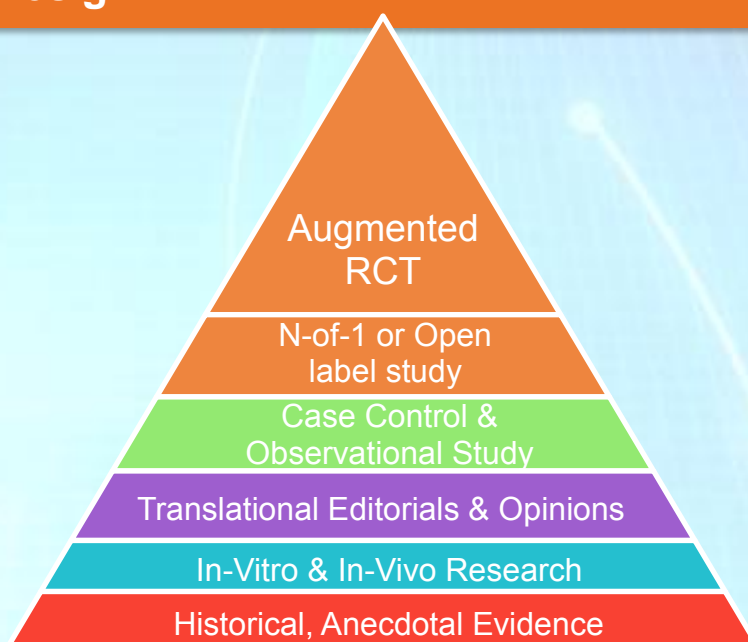 Augmented
RCT
N-of-1 or Open
label study
Case Control &
Observational Study
Translational Editorials & Opinions
In-Vitro & In-Vivo Research
Historical, Anecdotal Evidence